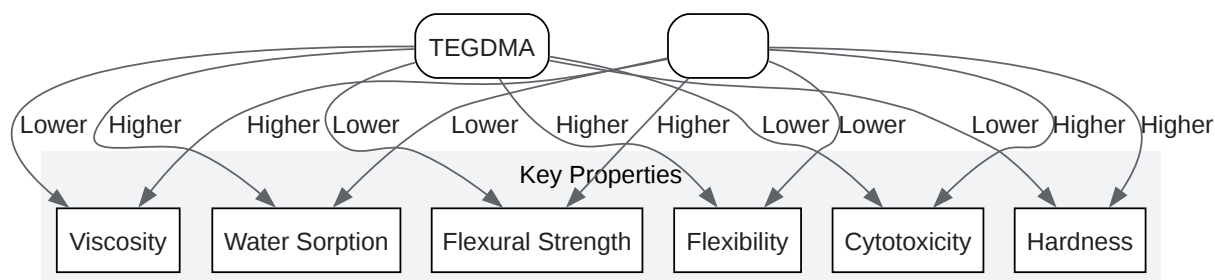 TEGDMA
Lower
Higher
Higher
Lower
Lower
Higher
Higher
Lower
Lower
Lower
Higher
Higher
Key Properties
Viscosity
Water Sorption
Flexural Strength
Flexibility
Cytotoxicity
Hardness